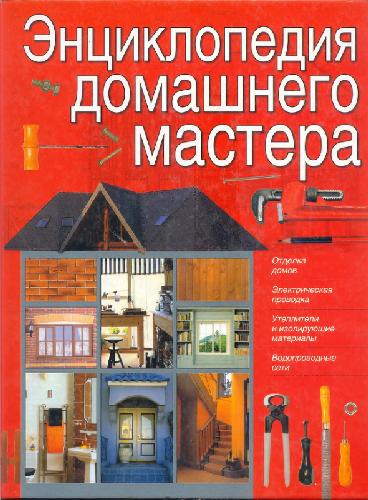 Энциклопедия
домашнего
мастера
Отделка
домов
Электрическая
проводка
Утеплители
и изолирующие
материалы
Водопроводные
сети